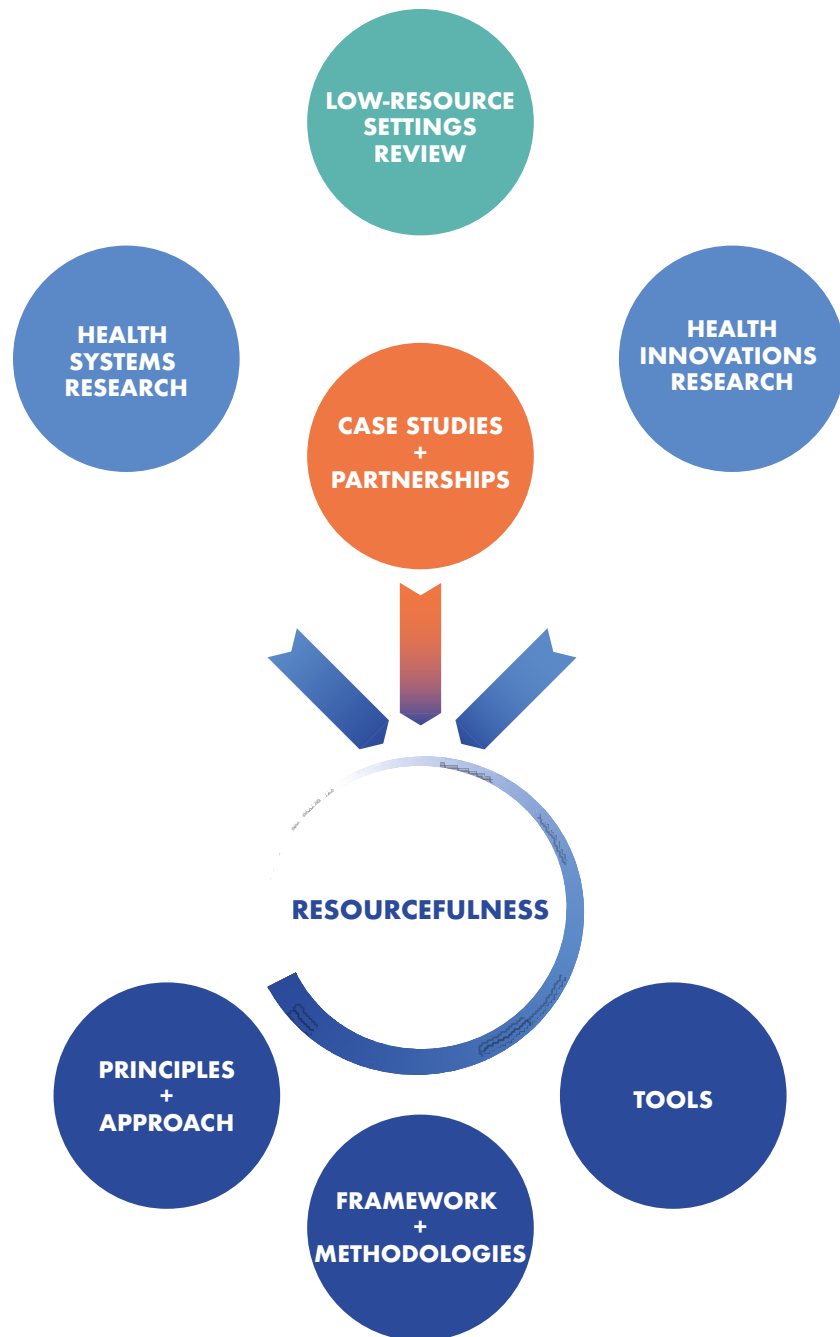 LOW-RESOURCE
SETTINGS
REVIEW
HEALTH
SYSTEMS
RESEARCH
HEALTH
INNOVATIONS
RESEARCH
CASE STUDIES
+
PARTNERSHIPS
RESOURCEFULNESS
PRINCIPLES
+
APPROACH
TOOLS
FRAMEWORK
+
METHODOLOGIES